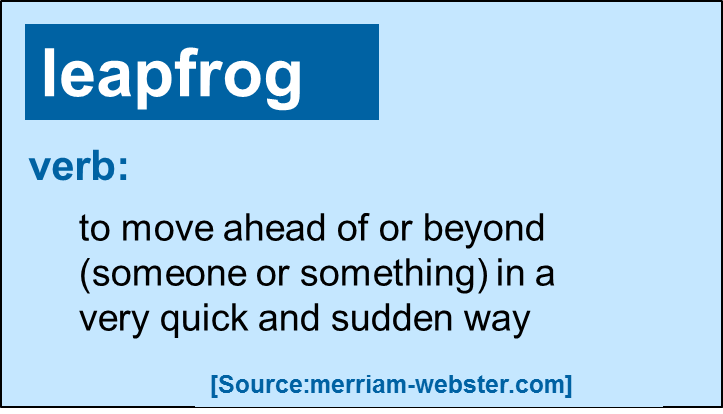 leapfrog
verb:
to move ahead of or beyond
(someone or something) in a
very quick and sudden way
[Source:merriam-webster.com]